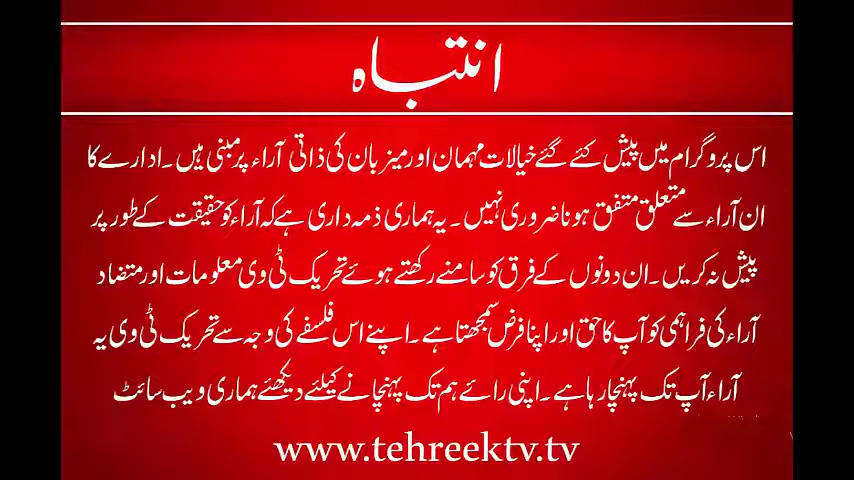 انتباہ
اس پروگرام میں پیش کئے گئے خیالات مہمان اور میزبان کی ذاتی آراء پر مبنی ہیں۔ ادارے کا
ان آراء سے متعلق متفق ہونا ضروری نہیں۔ یہ ہماری ذمہ داری ہے کہ آراء کو حقیقت کے طور پر
پیش نہ کریں۔ ان دونوں کے فرق کو سامنے رکھتے ہوئے تحریک ٹی وی معلومات اور متضاد
آراء کی فراہمی کو آپ کا حق اور اپنا فرض سمجھتا ہے۔ اپنے اس فلسفے کی وجہ سے تحریک ٹی وی یہ
آراء آپ تک پہنچا رہا ہے۔ اپنی رائے ہم تک پہنچانے کیلئے دیکھئے ہماری ویب سائٹ
www.tehreektv.tv